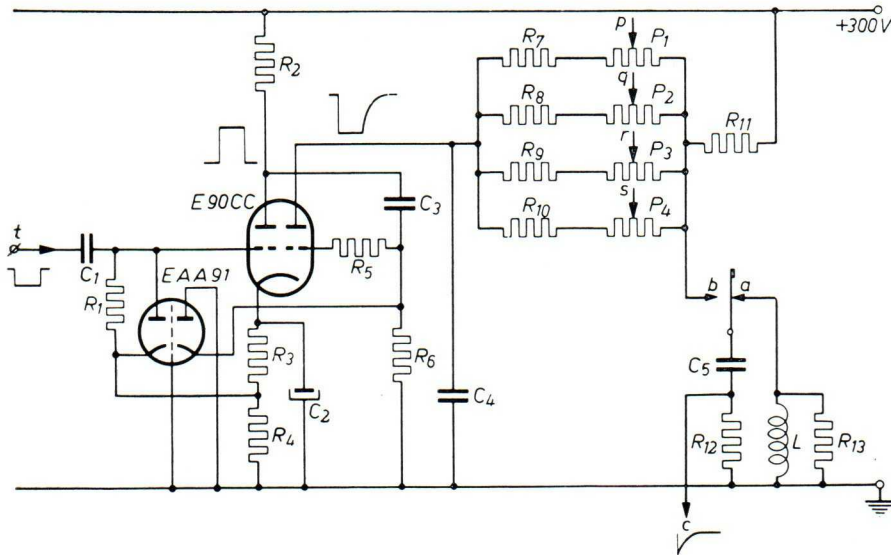 +300V
p
P1
R7
R2
q
P2
R8
R11
r
P3
R9
E90CC
s
P4
R10
C3
t
R5
C1
EAA91
b
a
R1
C5
R3
R6
C2
C4
R4
R12
L
R13
c